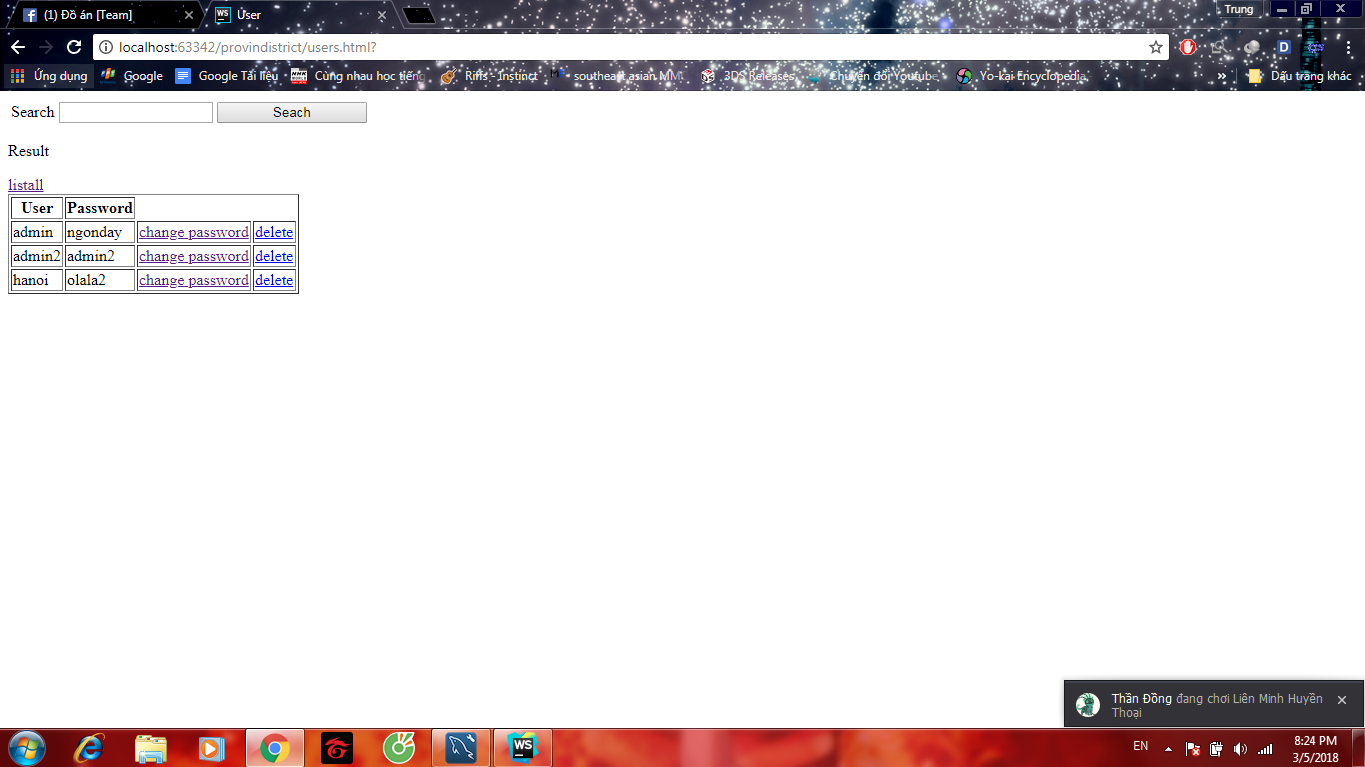 (1) Đồ án [Team]
User
Trung
localhost:63342/provindistrict/users.html?
Ứng dụng Google Google Tài liệu Cùng nhau học tiếng Riffs - Instinct southeast asian MMO 3DS Releases Chuyển đổi Youtube Yo-kai Encyclopedia » Dấu trang khác
Search Seach
Result
listall
User Password
admin ngonday change password delete
admin2 admin2 change password delete
hanoi olala2 change password delete
Thần Đồng đang chơi Liên Minh Huyền
Thoại
WS
EN
8:24 PM
3/5/2018